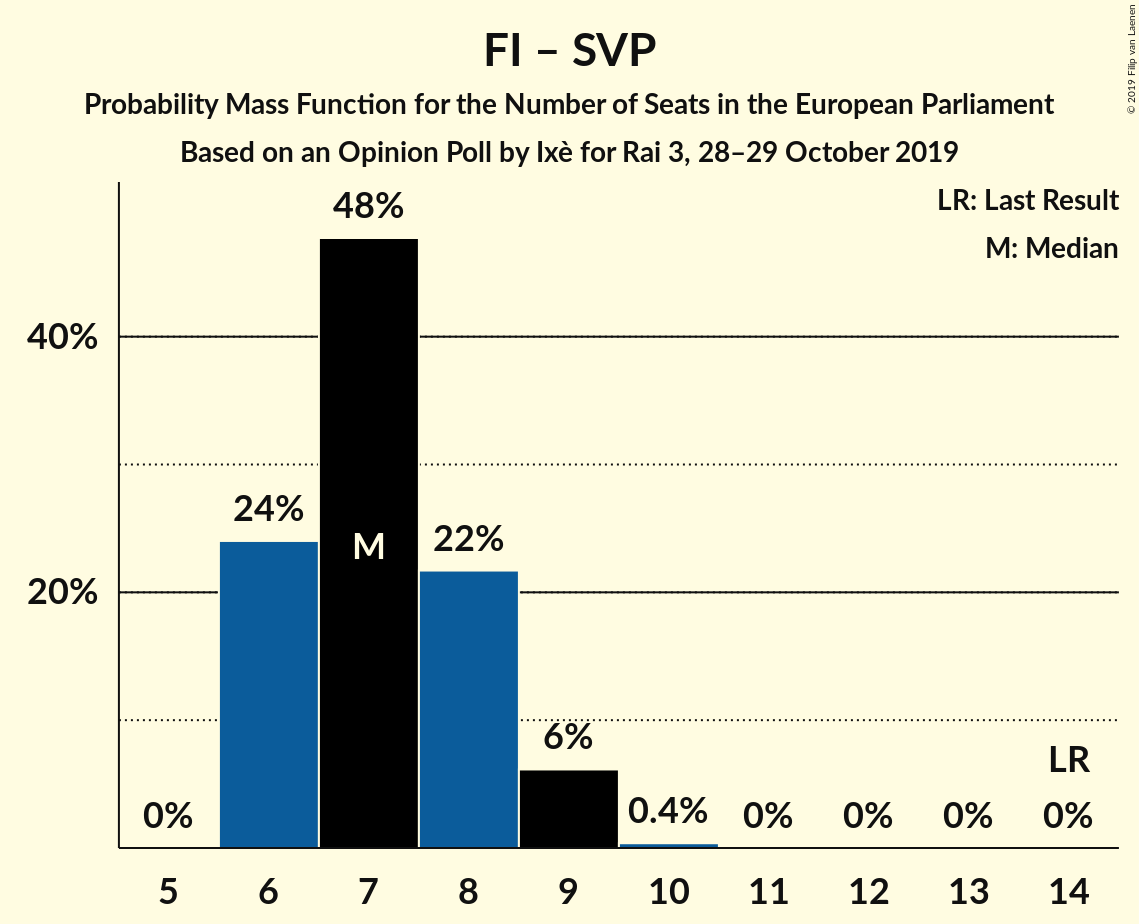 FI – SVP
Probability Mass Function for the Number of Seats in the European Parliament
Based on an Opinion Poll by Ixè for Rai 3, 28–29 October 2019
© 2019 Filip van Laenen
LR: Last Result
M: Median
48%
40%
24%
22%
M
20%
6%
LR
0%
0.4%
0%
0%
0%
0%
5 6 7 8 9 10 11 12 13 14